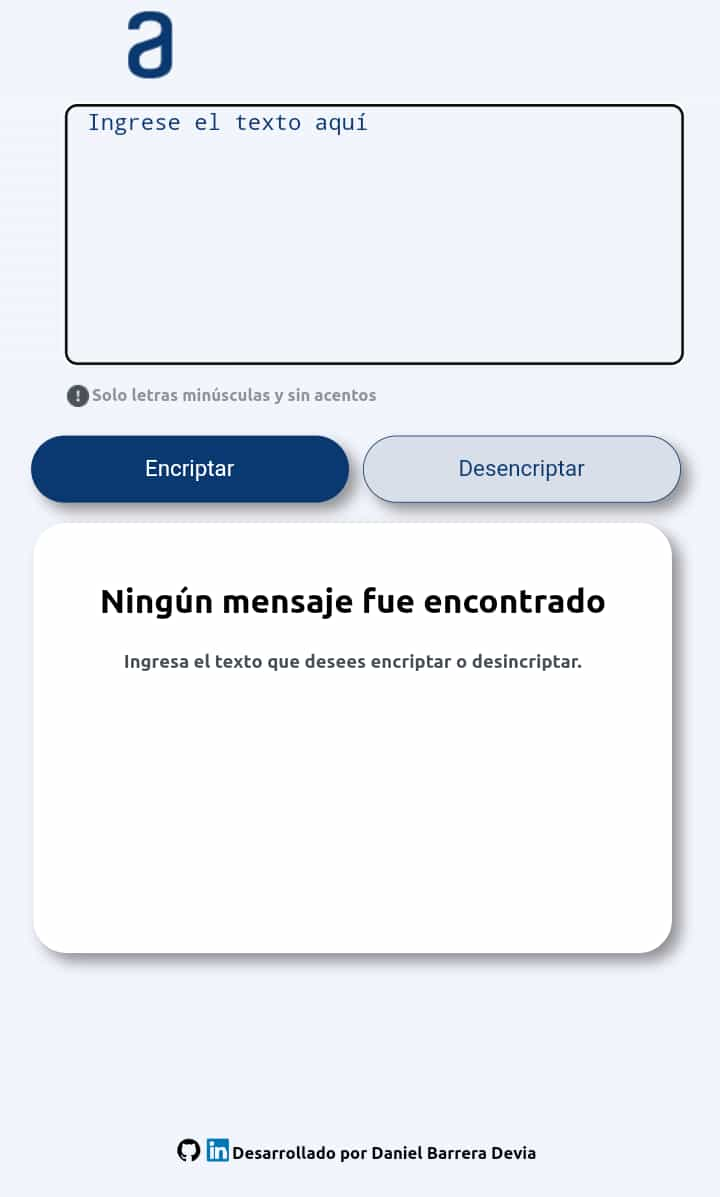 a
Ingrese el texto aquí
Solo letras minúsculas y sin acentos
Encriptar
Desencriptar
Ningún mensaje fue encontrado
Ingresa el texto que desees encriptar o desincriptar.
in Desarrollado por Daniel Barrera Devia